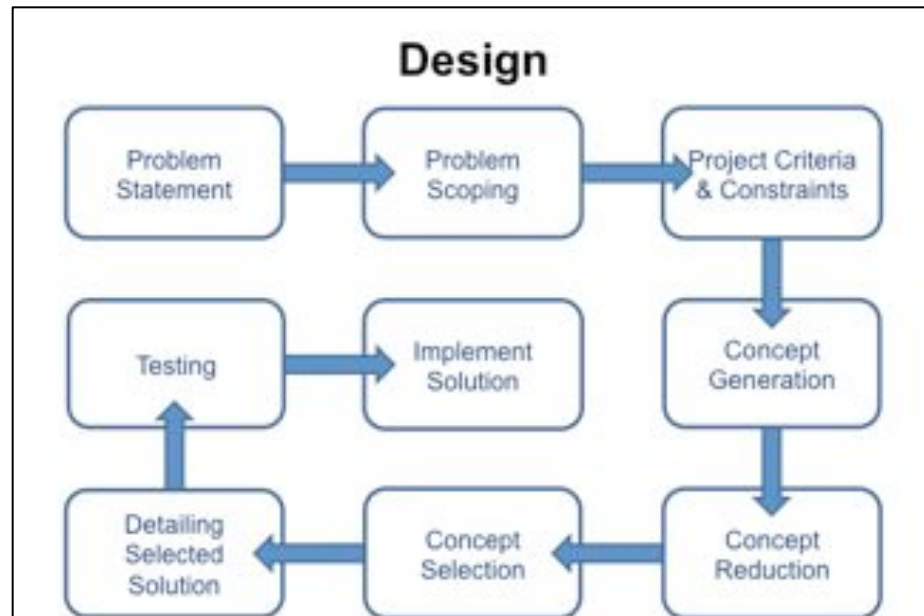 Design
Problem
Statement
Problem
Scoping
Project Criteria
& Constraints
Concept
Generation
Concept
Reduction
Concept
Selection
Detailing
Selected
Solution
Testing
Implement
Solution